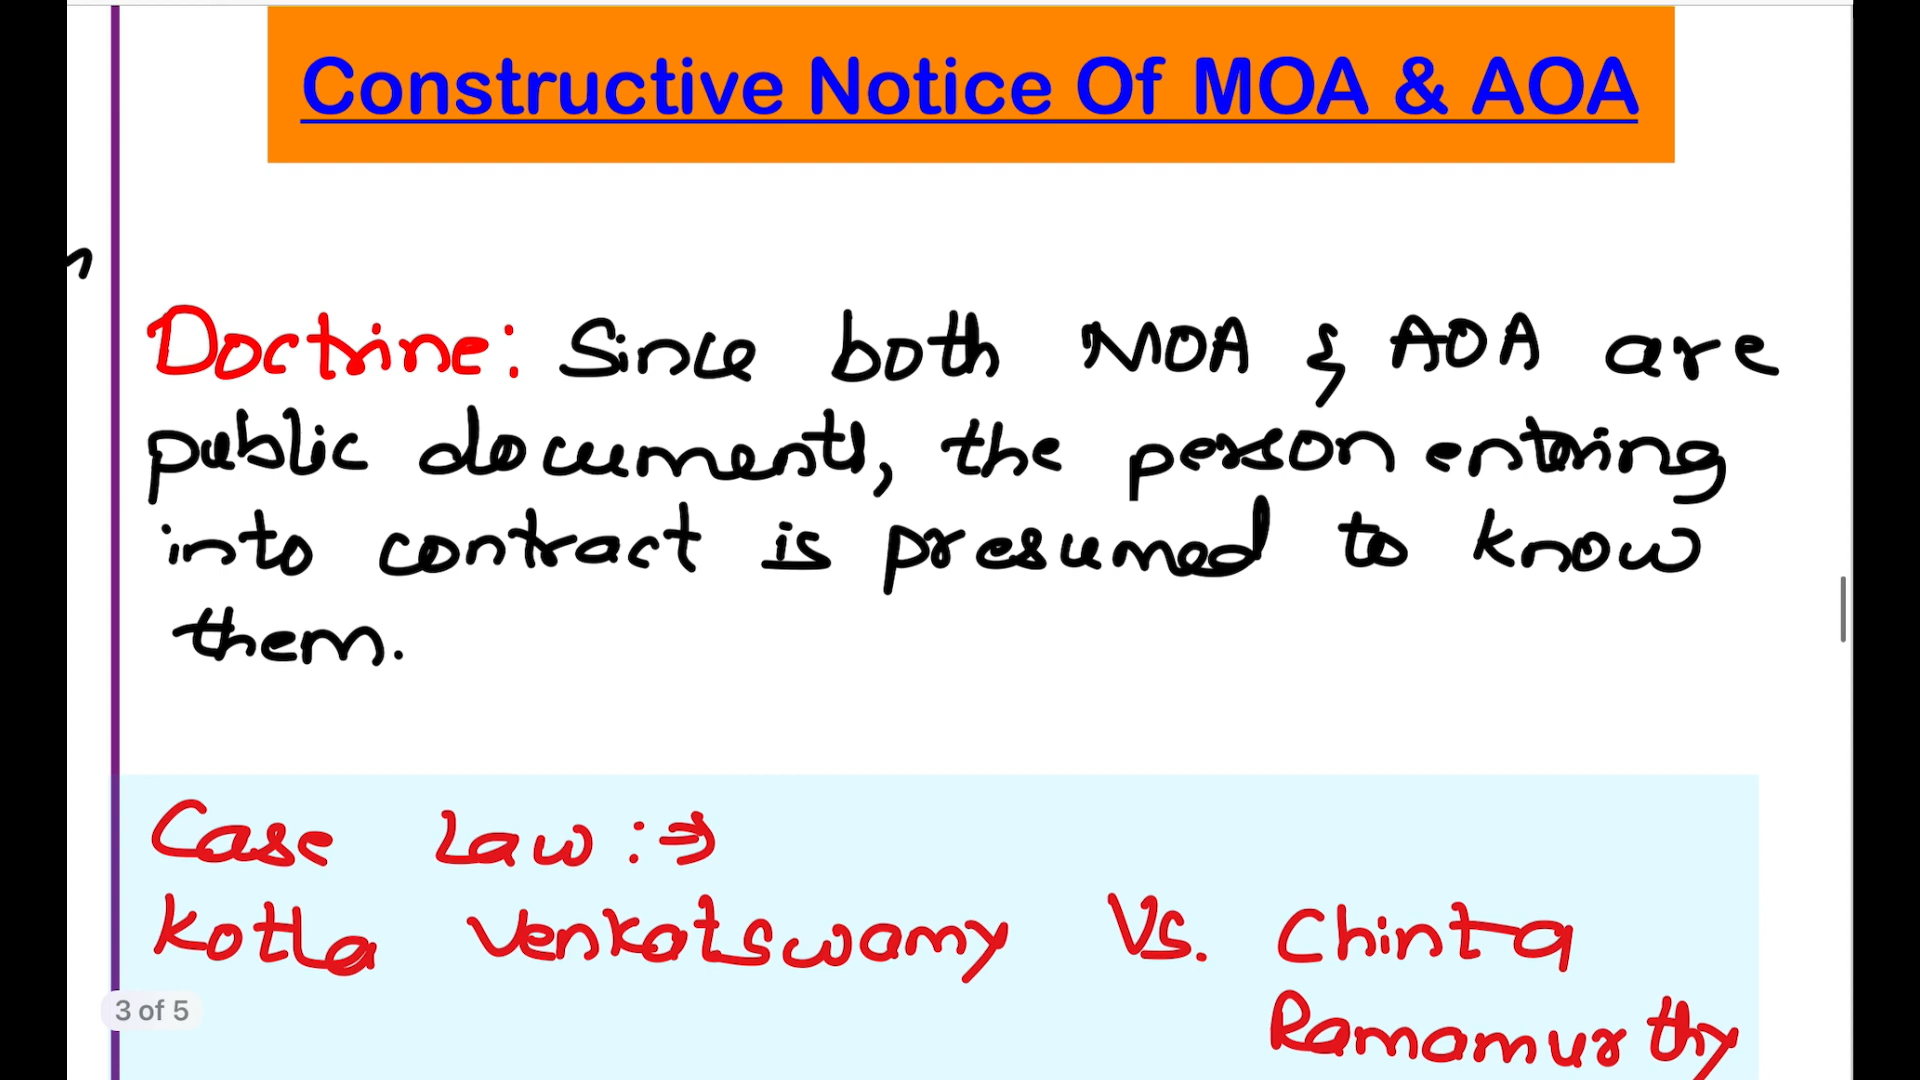 Constructive Notice Of MOA & AOA
Doctrine: Since both MOA & AOA are
public documents, the person entering
into contract is presumed to know
them.
Case Law :⇒
Kotla Venkatswamy Vs. Chinta
Ramamurthy
3 of 5